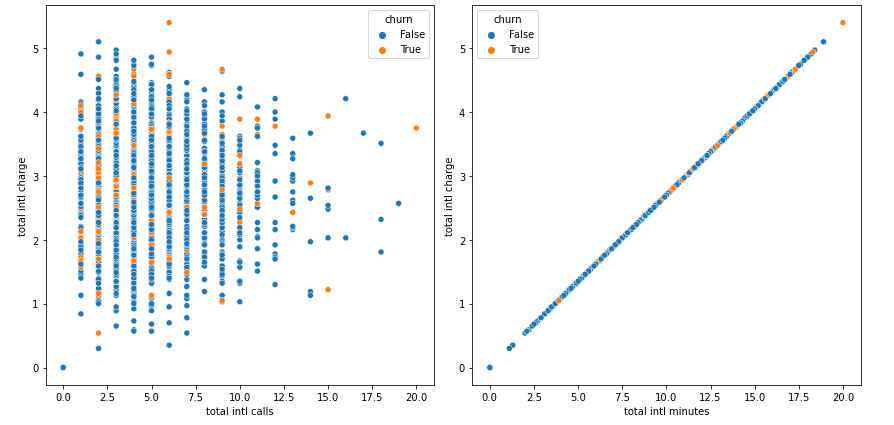 churn
False
True
5
4
3
2
1
0
total intl charge
0.0 2.5 5.0 7.5 10.0 12.5 15.0 17.5 20.0
total intl calls
churn
False
True
5
4
3
2
1
0
total intl charge
0.0 2.5 5.0 7.5 10.0 12.5 15.0 17.5 20.0
total intl minutes